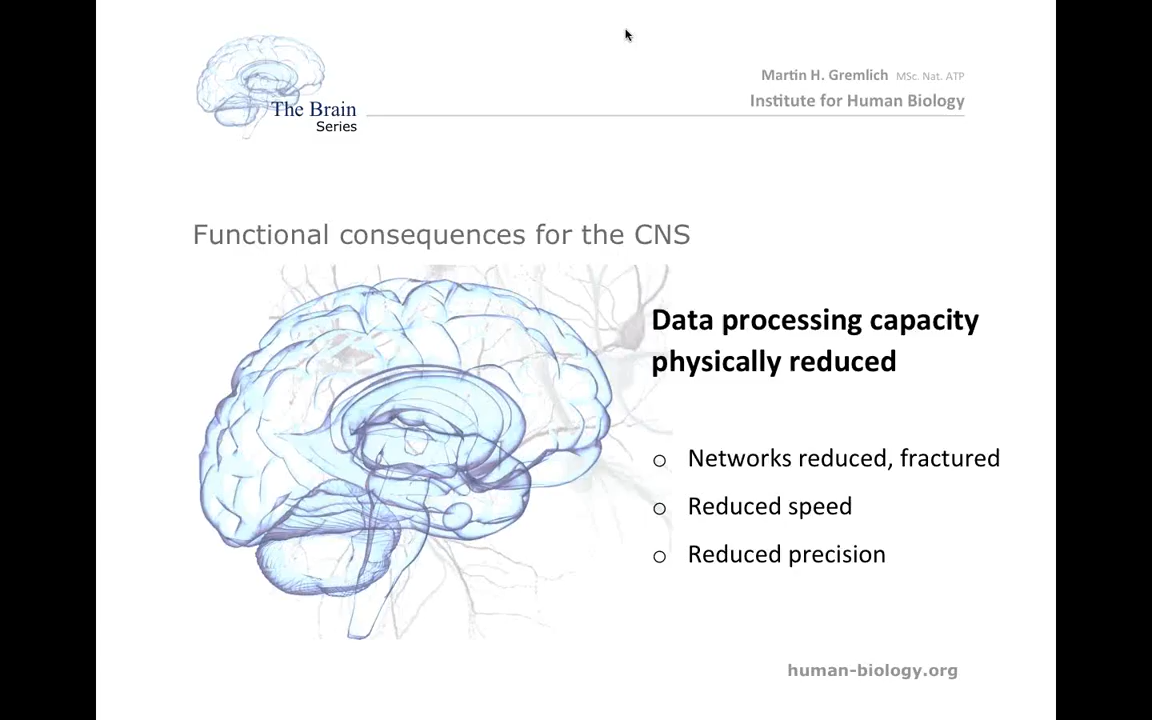 The Brain
Series
Martin H. Gremlich MSc. Nat. ATP
Institute for Human Biology
Functional consequences for the CNS
Data processing capacity
physically reduced
o Networks reduced, fractured
o Reduced speed
o Reduced precision
human-biology.org